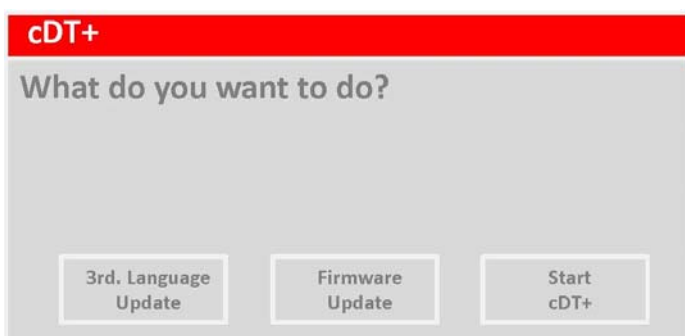 cDT+
What do you want to do?
3rd. Language
Update
Firmware
Update
Start
cDT+